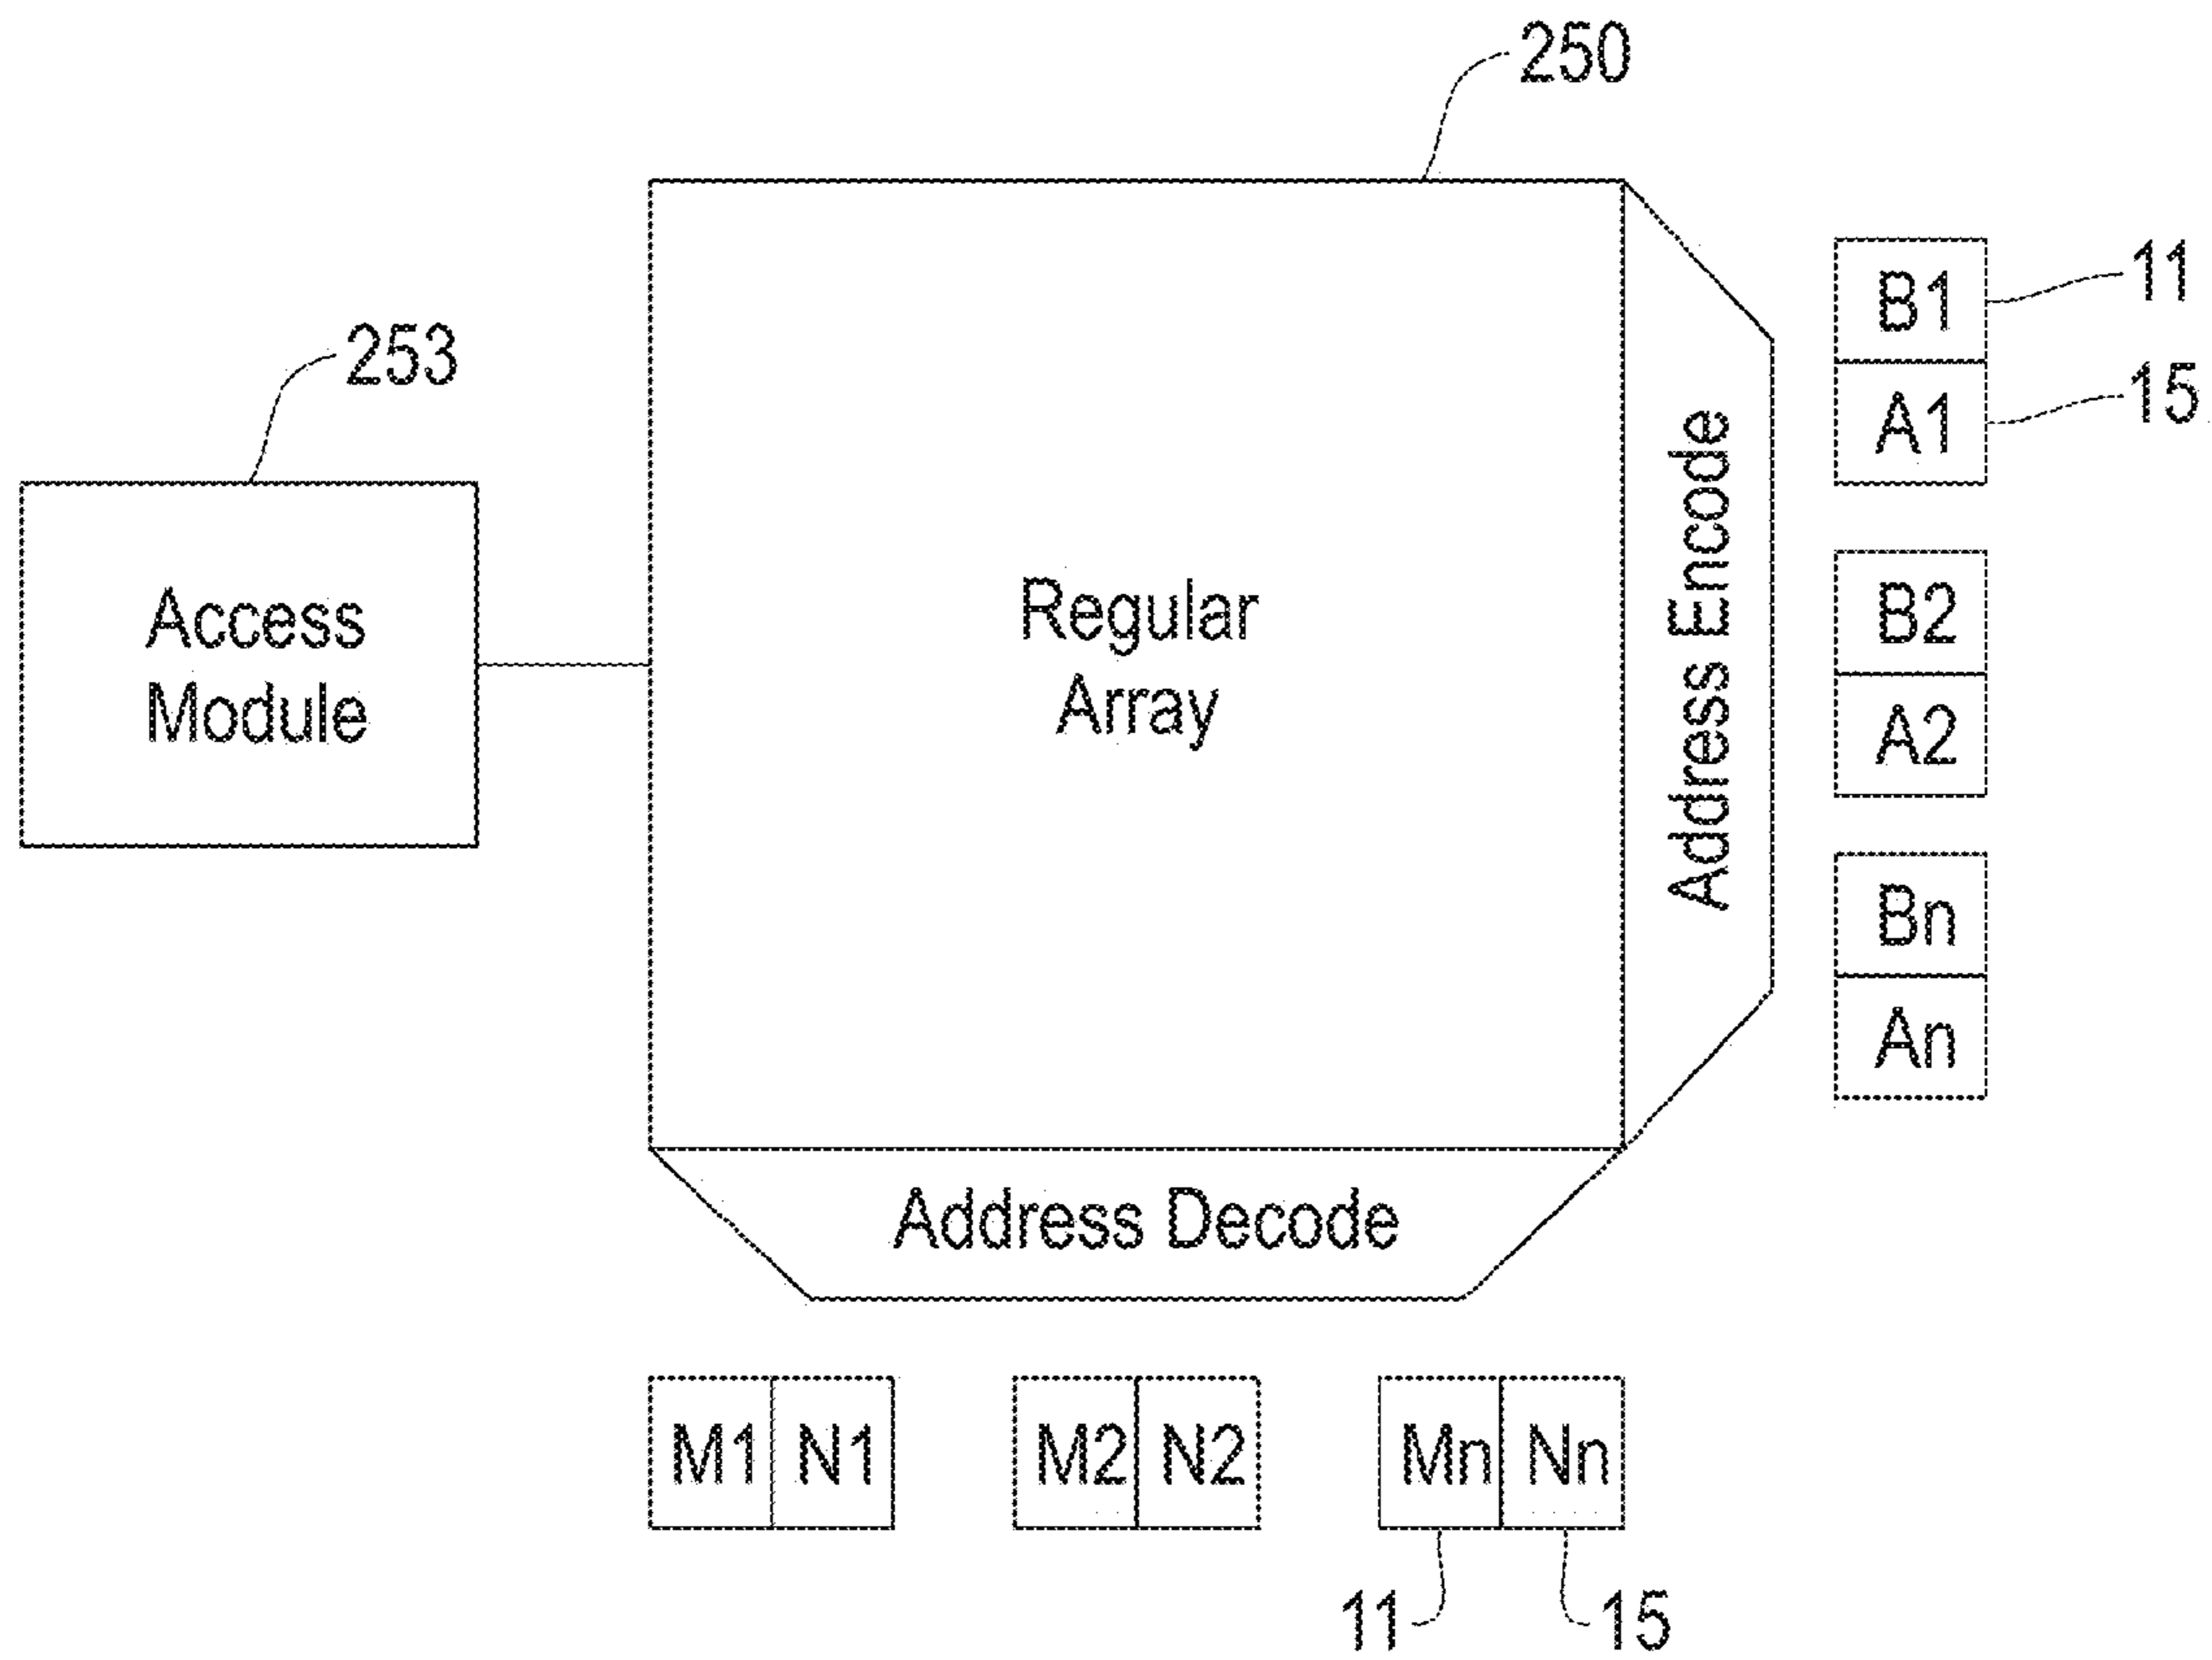 250
B1
11
A1
15
253
Access
Module
Regular
Array
Address Encode
B2
A2
Bn
An
Address Decode
M1 N1 M2 N2 Mn Nn
11 15